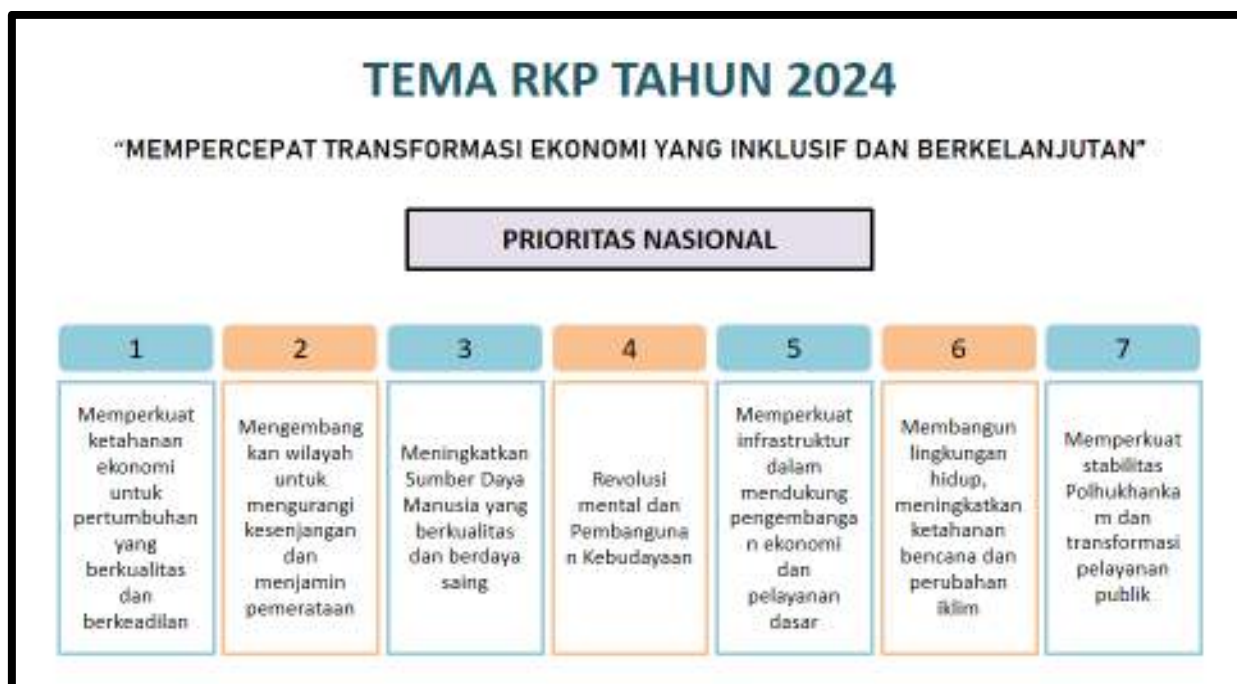 TEMA RKP TAHUN 2024
“MEMPERCEPAT TRANSFORMASI EKONOMI YANG INKLUSIF DAN BERKELANJUTAN”
PRIORITAS NASIONAL
1
Memperkuat
ketahanan
ekonomi
untuk
pertumbuhan
yang
berkualitas
dan
berkeadilan
2
Mengembang
kan wilayah
untuk
mengurangi
kesenjangan
dan
menjamin
pemerataan
3
Meningkatkan
Sumber Daya
Manusia yang
berkualitas
dan berdaya
saing
4
Revolusi
mental dan
Pembanguna
n Kebudayaan
5
Memperkuat
infrastruktur
dalam
mendukung
pengembanga
n ekonomi
dan
pelayanan
dasar
6
Membangun
lingkungan
hidup,
meningkatkan
ketahanan
bencana dan
perubahan
iklim
7
Memperkuat
stabilitas
Polhukhanka
m dan
transformasi
pelayanan
publik